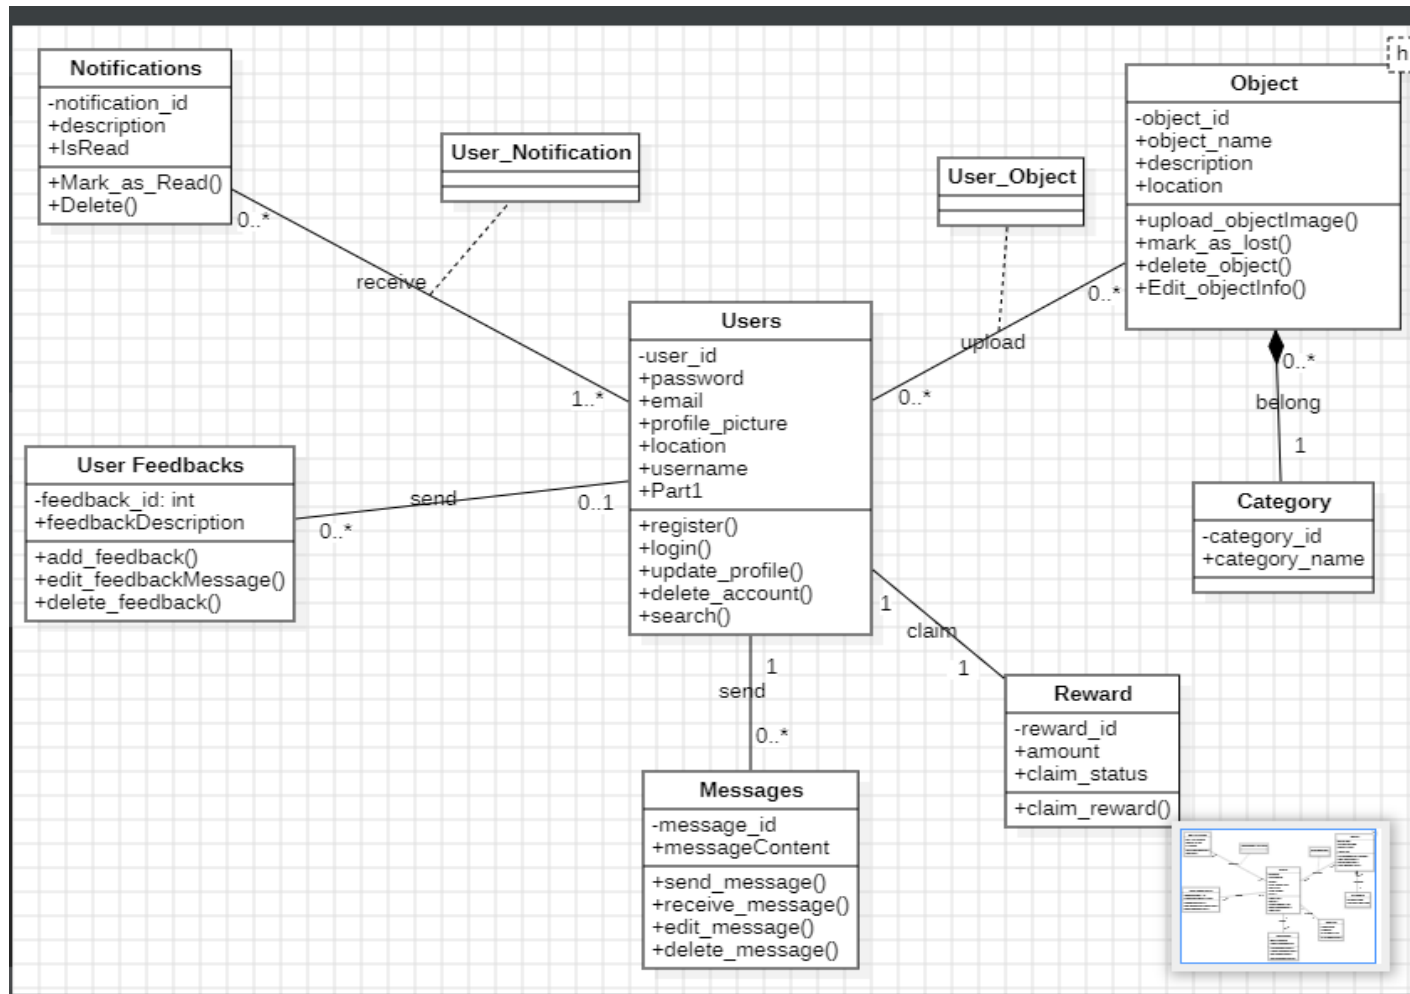 Notifications
-notification_id
+description
+IsRead
+Mark_as_Read()
+Delete()
0..*
receive
1..*
User_Notification
User_Object
h
Object
-object_id
+object_name
+description
+location
+upload_objectImage()
+mark_as_lost()
+delete_object()
+Edit_objectInfo()
0..*
upload
0..*
0..*
belong
1
Category
-category_id
+category_name
Users
-user_id
+password
+email
+profile_picture
+location
+username
+Part1
+register()
+login()
+update_profile()
+delete_account()
+search()
User Feedbacks
-feedback_id: int
+feedbackDescription
+add_feedback()
+edit_feedbackMessage()
+delete_feedback()
send
0..*
0..1
1
claim
1
Reward
-reward_id
+amount
+claim_status
+claim_reward()
1
send
0..*
Messages
-message_id
+messageContent
+send_message()
+receive_message()
+edit_message()
+delete_message()